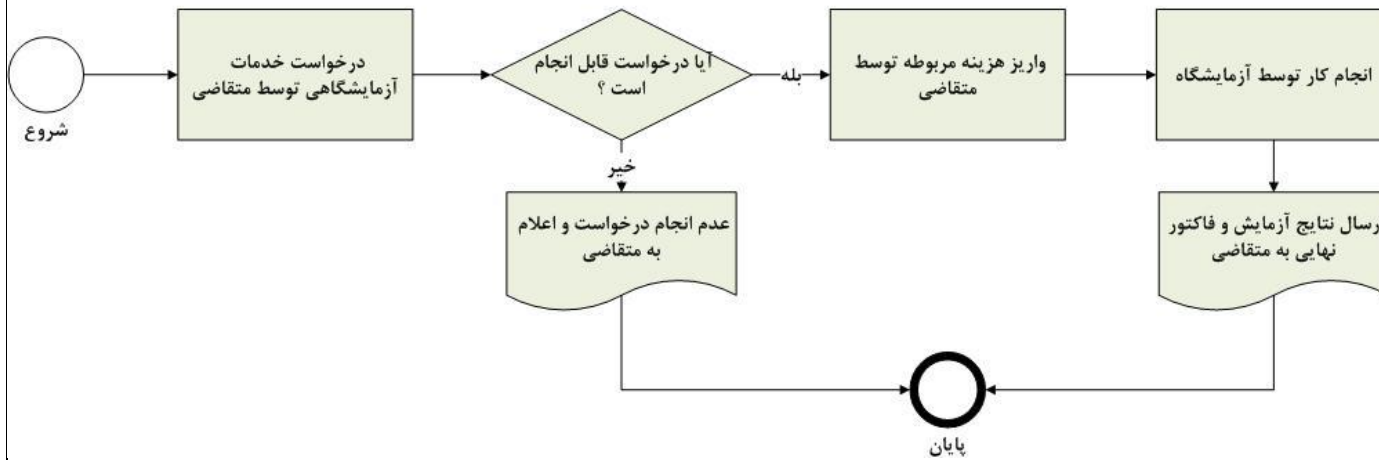 شروع
درخواست خدمات
آزمایشگاهی توسط متقاضی
آیا درخواست قابل انجام
است ؟
بله
واریز هزینه مربوطه توسط
متقاضی
انجام کار توسط آزمایشگاه
خیر
عدم انجام درخواست و اعلام
به متقاضی
رسال نتایج آزمایش و فاکتور
نهایی به متقاضی
پایان